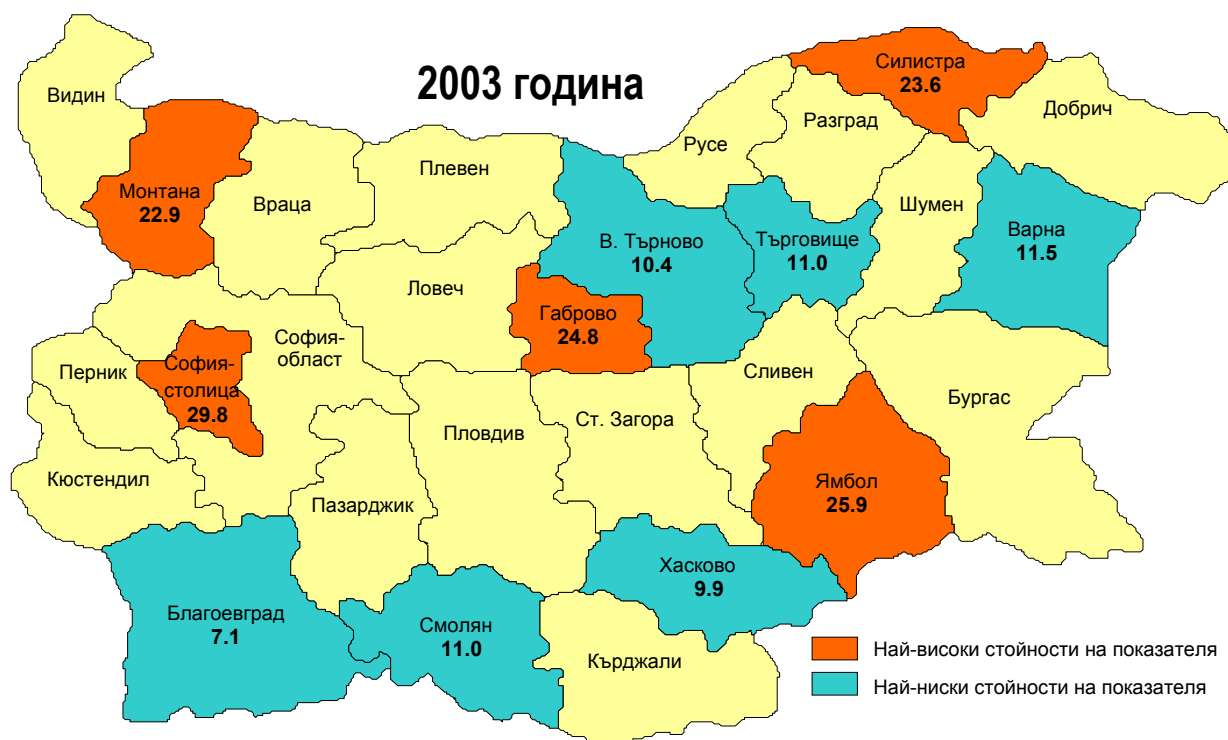 2003 година
Силистра
23.6
Видин
Добрич
Разград
Русе
Плевен
Монтана
22.9
Враца
Шумен
Варна
11.5
В. Търново
10.4
Търговище
11.0
Ловеч
Габрово
24.8
София-
област
Перник
София-
столица
29.8
Сливен
Бургас
Ст. Загора
Пловдив
Кюстендил
Ямбол
25.9
Пазарджик
Хасково
9.9
Благоевград
7.1
Смолян
11.0
Кърджали
Най-високи стойности на показателя
Най-ниски стойности на показателя